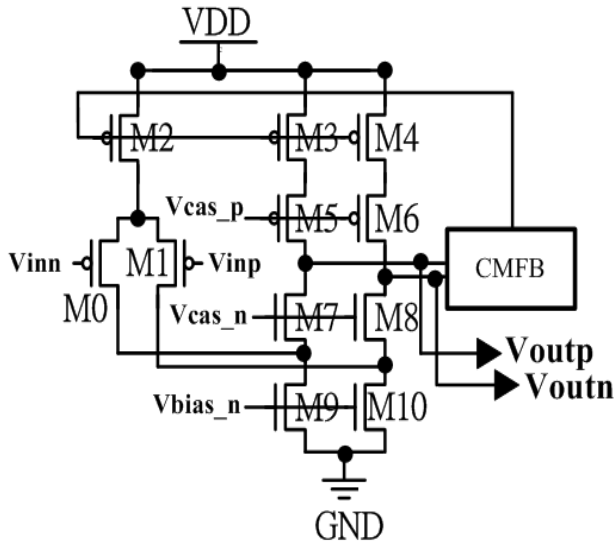 VDD
M2
M3
M4
Vcas_p
M5
M6
Vinn
M1
Vinp
CMFB
M0
Vcas_n
M7
M8
Voutp
Voutn
Vbias_n
M9
M10
GND